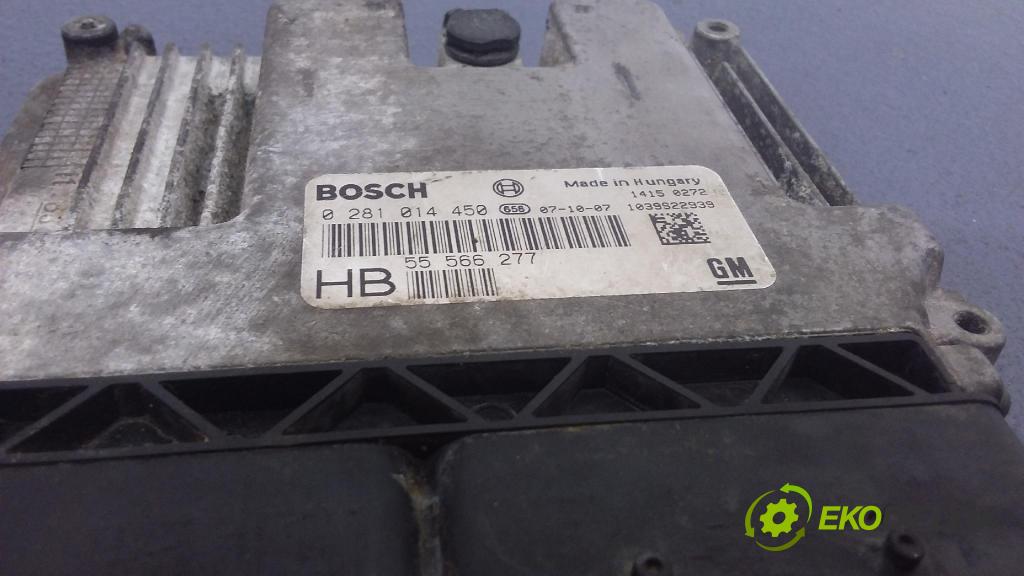 BOSCH
Made in Hungary
1415 0272
0 281 014 450 656 07-10-07 1039S22939
55 566 277
HB
GM
EKO